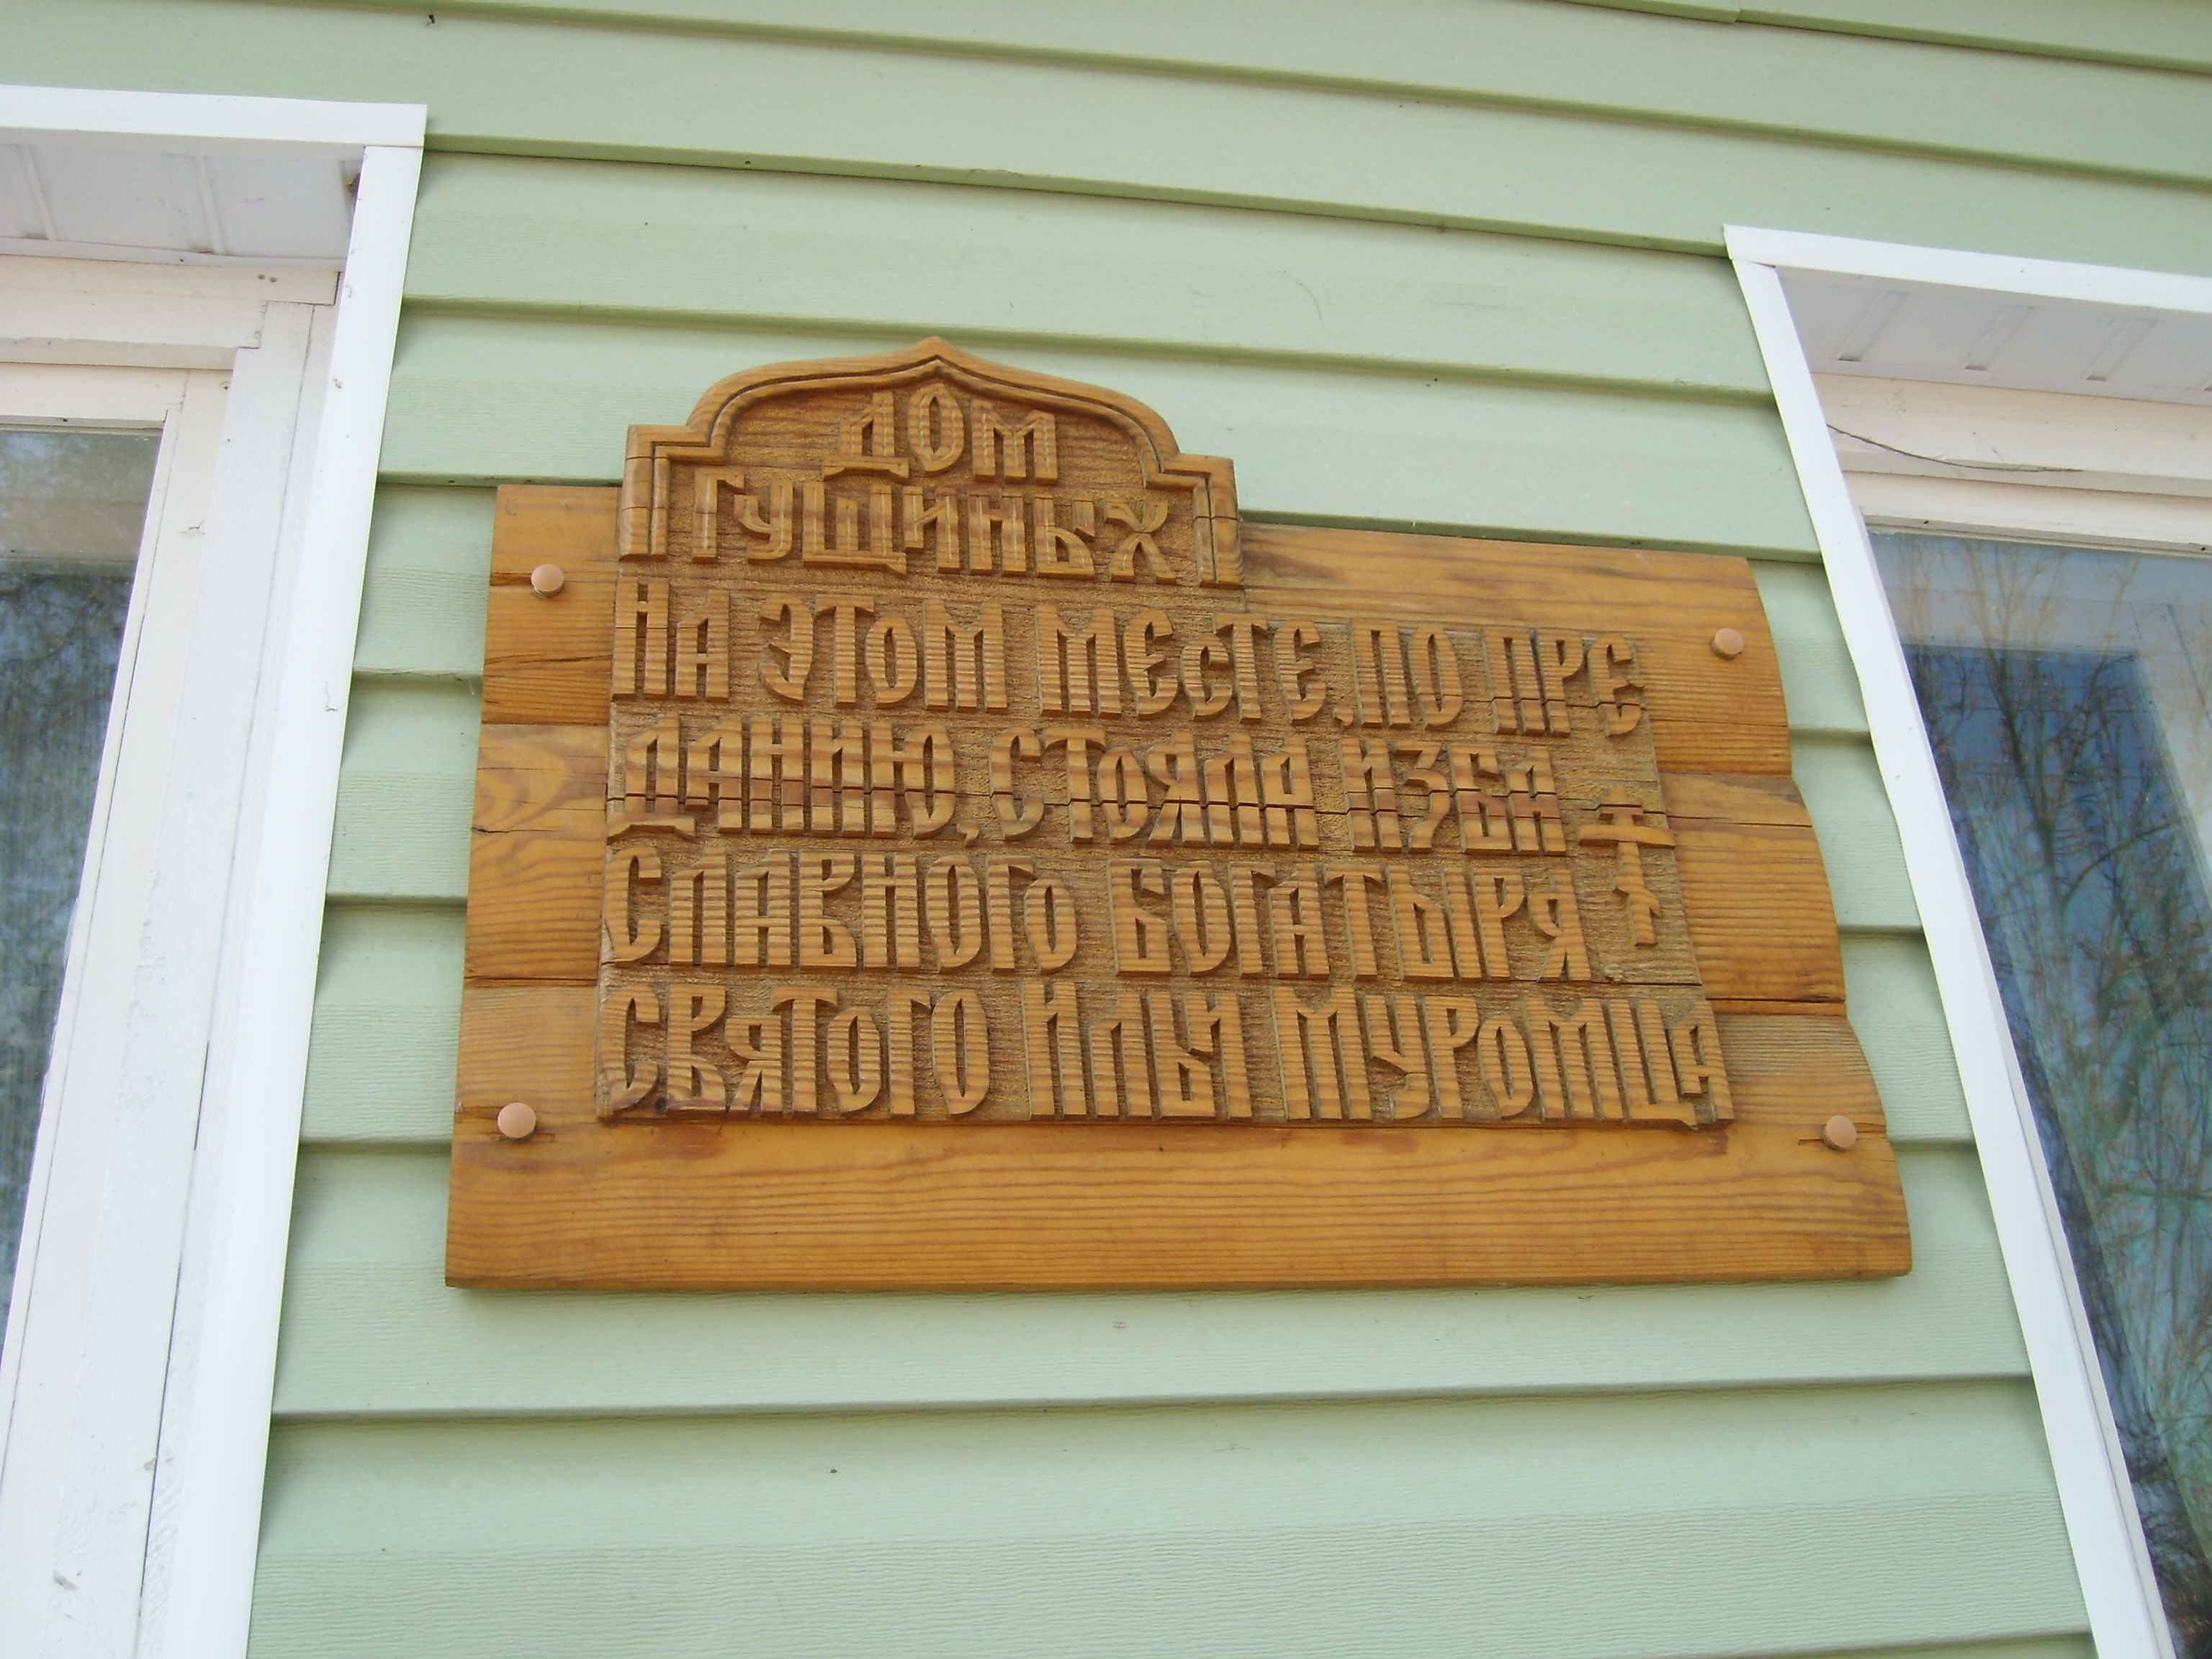 ДОМ
ГУЩИНЫХ
НА ЭТОМ МЕСТЕ, ПО ПРЕ
ДАНИЮ, СТОЯЛА ИЗБА
СЛАВНОГО БОГАТЫРЯ
СВЯТОГО ИЛЬИ МУРОМЦА